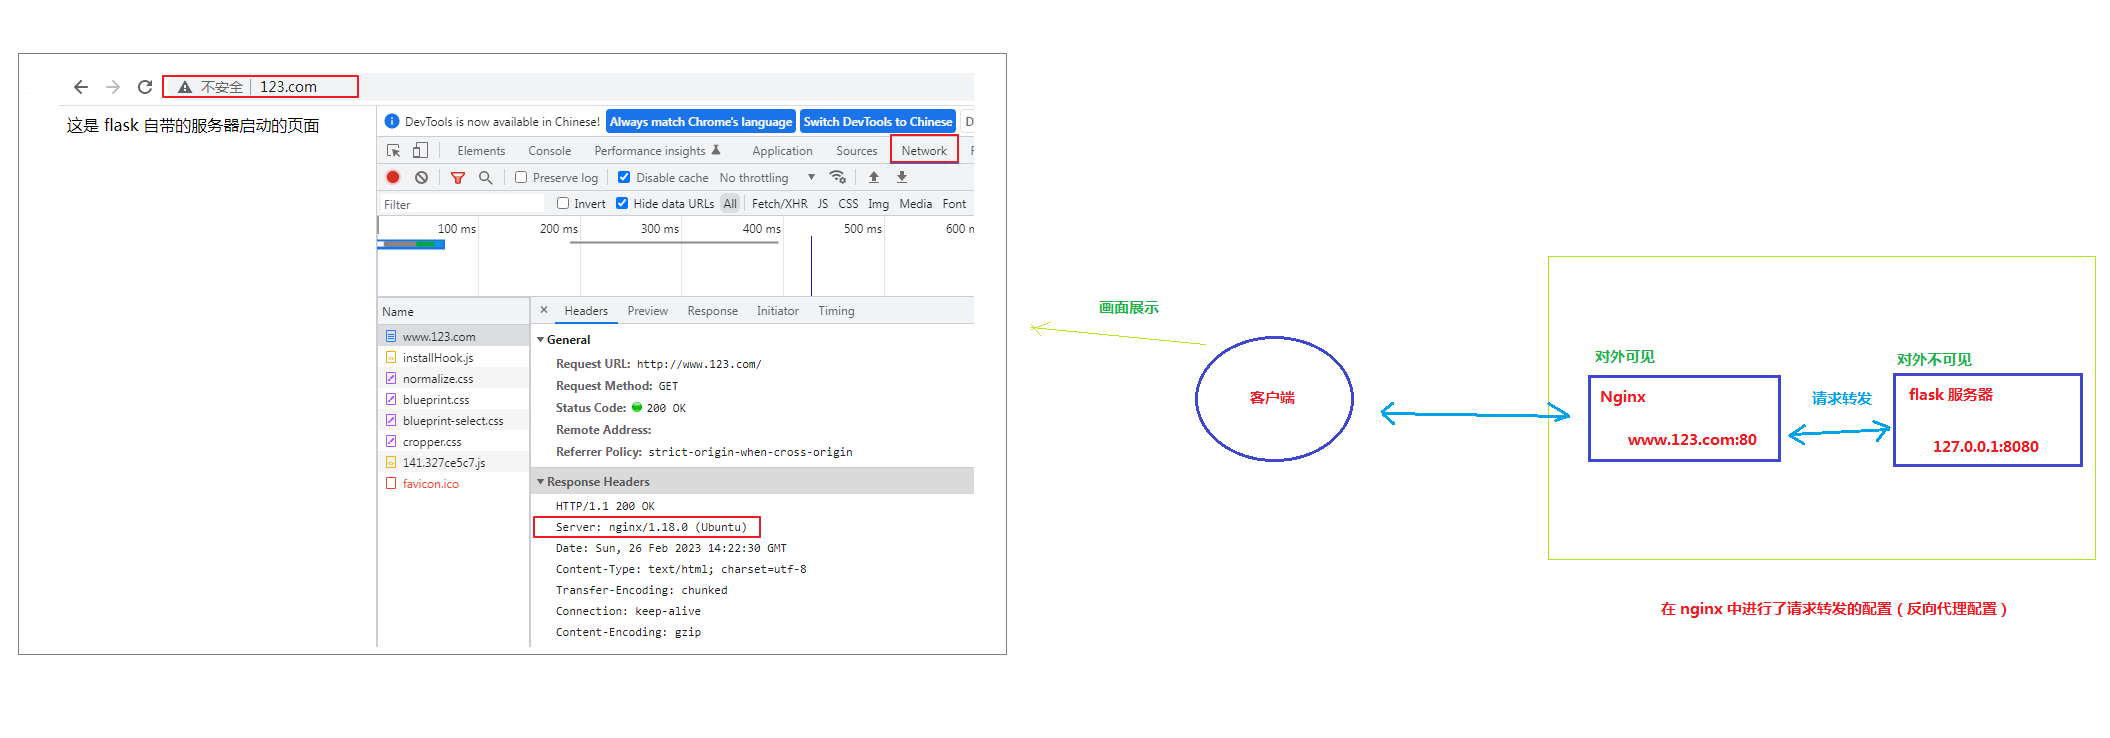 不安全 123.com
这是 flask 自带的服务器启动的页面
DevTools is now available in Chinese! Always match Chrome's language Switch DevTools to Chinese D
Elements Console Performance insights Application Sources Network
Preserve log Disable cache No throttling
Filter Invert Hide data URLs All Fetch/XHR JS CSS Img Media Font
100 ms 200 ms 300 ms 400 ms 500 ms 600 m
Name
www.123.com
installHook.js
normalize.css
blueprint.css
blueprint-select.css
cropper.css
141.327ce5c7.js
favicon.ico
Headers Preview Response Initiator Timing
General
Request URL: http://www.123.com/
Request Method: GET
Status Code: 200 OK
Remote Address:
Referrer Policy: strict-origin-when-cross-origin
Response Headers
HTTP/1.1 200 OK
Server: nginx/1.18.0 (Ubuntu)
Date: Sun, 26 Feb 2023 14:22:30 GMT
Content-Type: text/html; charset=utf-8
Transfer-Encoding: chunked
Connection: keep-alive
Content-Encoding: gzip
画面展示
客户端
对外可见
Nginx
www.123.com:80
请求转发
对外不可见
flask 服务器
127.0.0.1:8080
在 nginx 中进行了请求转发的配置 ( 反向代理配置 )